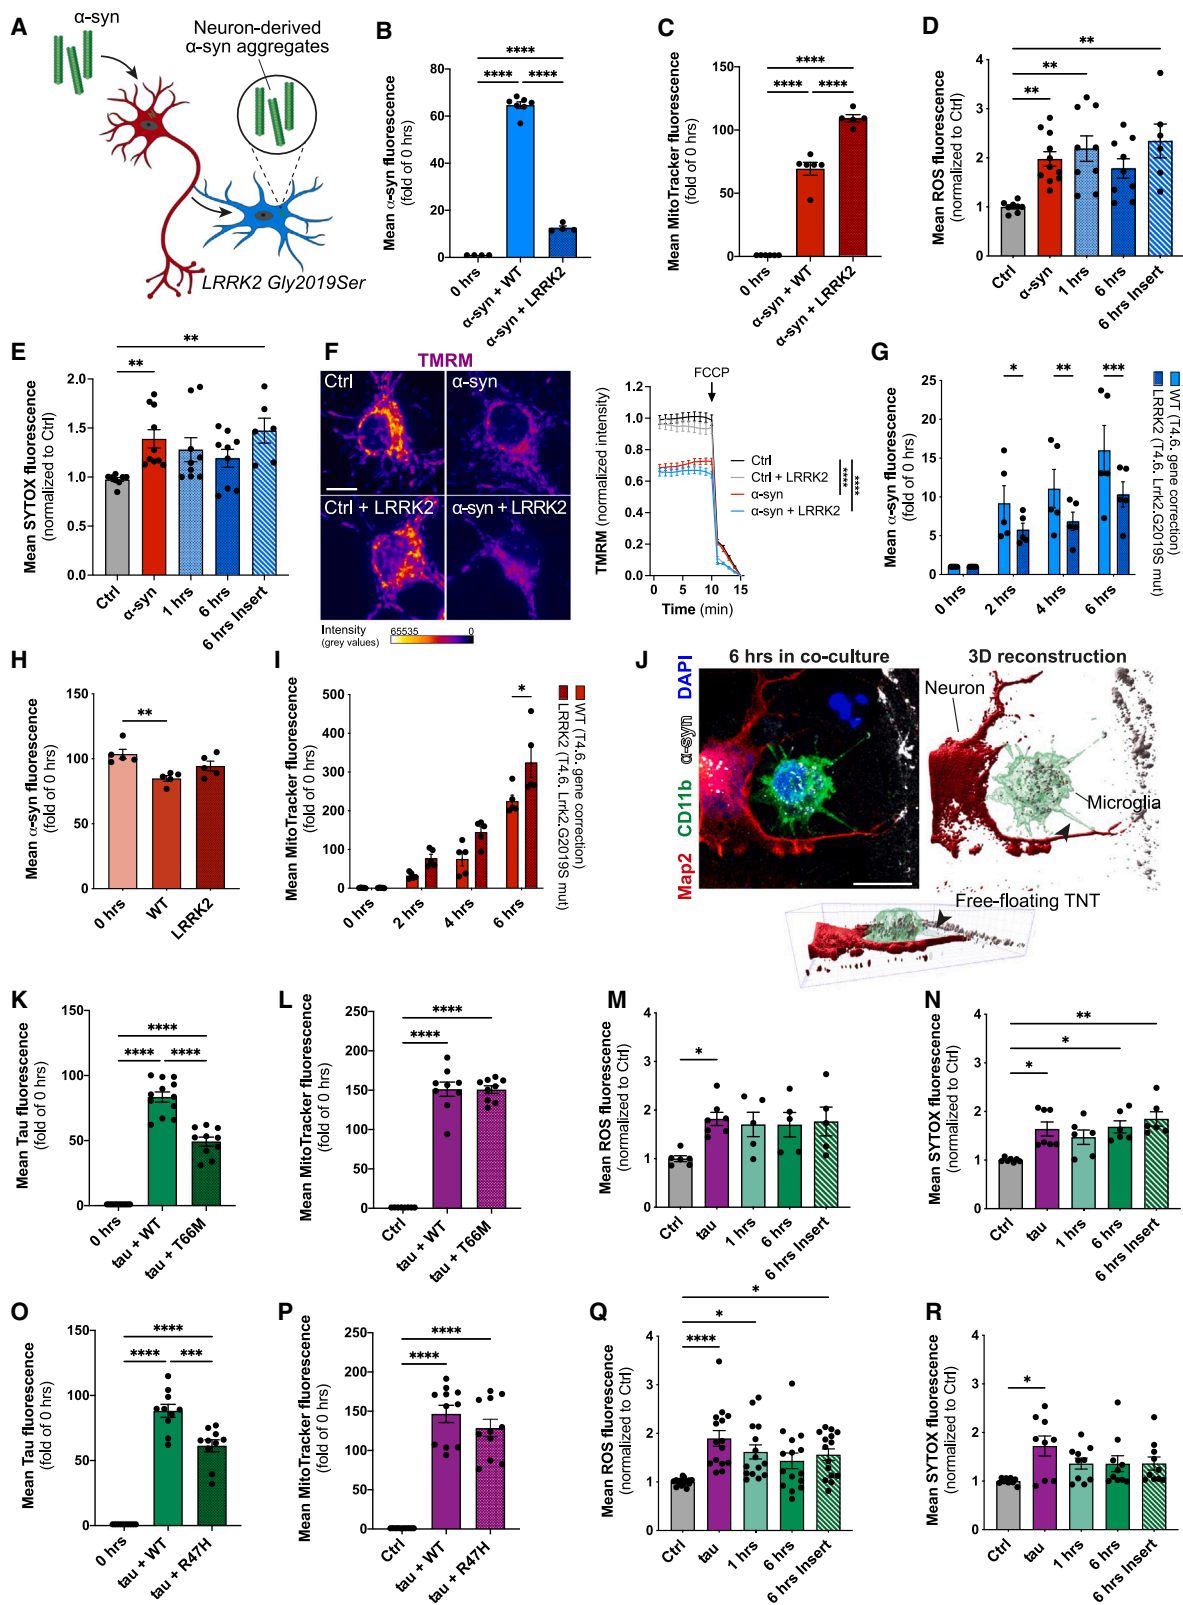 A
α-syn
Neuron-derived
α-syn aggregates
LRRK2 Gly2019Ser
B
Mean α-syn fluorescence
(fold of 0 hrs)
80
60
40
20
0
****
**** ****
0 hrs
α-syn + WT
α-syn + LRRK2
C
Mean MitoTracker fluorescence
(fold of 0 hrs)
150
100
50
0
****
**** ****
0 hrs
α-syn + WT
α-syn + LRRK2
D
Mean ROS fluorescence
(normalized to Ctrl)
4
3
2
1
0
**
**
**
Ctrl
α-syn
1 hrs
6 hrs
6 hrs Insert
E
Mean SYTOX fluorescence
(normalized to Ctrl)
2.0
1.5
1.0
0.5
0.0
**
**
Ctrl
α-syn
1 hrs
6 hrs
6 hrs Insert
F
TMRM
Ctrl
α-syn
Ctrl + LRRK2
α-syn + LRRK2
Intensity
(grey values)
65535
0
TMRM (normalized intensity)
1.2
1.0
0.8
0.6
0.4
0.2
0.0
FCCP
Ctrl
Ctrl + LRRK2
α-syn
α-syn + LRRK2
****
****
0 5 10 15
Time (min)
G
Mean α-syn fluorescence
(fold of 0 hrs)
25
20
15
10
5
0
* ** ***
0 hrs
2 hrs
4 hrs
6 hrs
WT (T4.6. gene correction)
LRRK2 (T4.6. Lrrk2.G2019S mut)
H
Mean α-syn fluorescence
(fold of 0 hrs)
150
100
50
0
**
0 hrs
WT
LRRK2
I
Mean MitoTracker fluorescence
(fold of 0 hrs)
500
400
300
200
100
0
*
0 hrs
2 hrs
4 hrs
6 hrs
WT (T4.6. gene correction)
LRRK2 (T4.6. Lrrk2.G2019S mut)
J
6 hrs in co-culture
3D reconstruction
Map2 CD11b α-syn DAPI
Neuron
Microglia
Free-floating TNT
K
Mean Tau fluorescence
(fold of 0 hrs)
150
100
50
0
****
**** ****
0 hrs
tau + WT
tau + T66M
L
Mean MitoTracker fluorescence
(fold of 0 hrs)
250
200
150
100
50
0
****
****
Ctrl
tau + WT
tau + T66M
M
Mean ROS fluorescence
(normalized to Ctrl)
4
3
2
1
0
*
Ctrl
tau
1 hrs
6 hrs
6 hrs Insert
N
Mean SYTOX fluorescence
(normalized to Ctrl)
4
3
2
1
0
**
*
*
Ctrl
tau
1 hrs
6 hrs
6 hrs Insert
O
Mean Tau fluorescence
(fold of 0 hrs)
150
100
50
0
****
**** ***
0 hrs
tau + WT
tau + R47H
P
Mean MitoTracker fluorescence
(fold of 0 hrs)
250
200
150
100
50
0
****
****
Ctrl
tau + WT
tau + R47H
Q
Mean ROS fluorescence
(normalized to Ctrl)
4
3
2
1
0
*
*
****
Ctrl
tau
1 hrs
6 hrs
6 hrs Insert
R
Mean SYTOX fluorescence
(normalized to Ctrl)
4
3
2
1
0
*
Ctrl
tau
1 hrs
6 hrs
6 hrs Insert